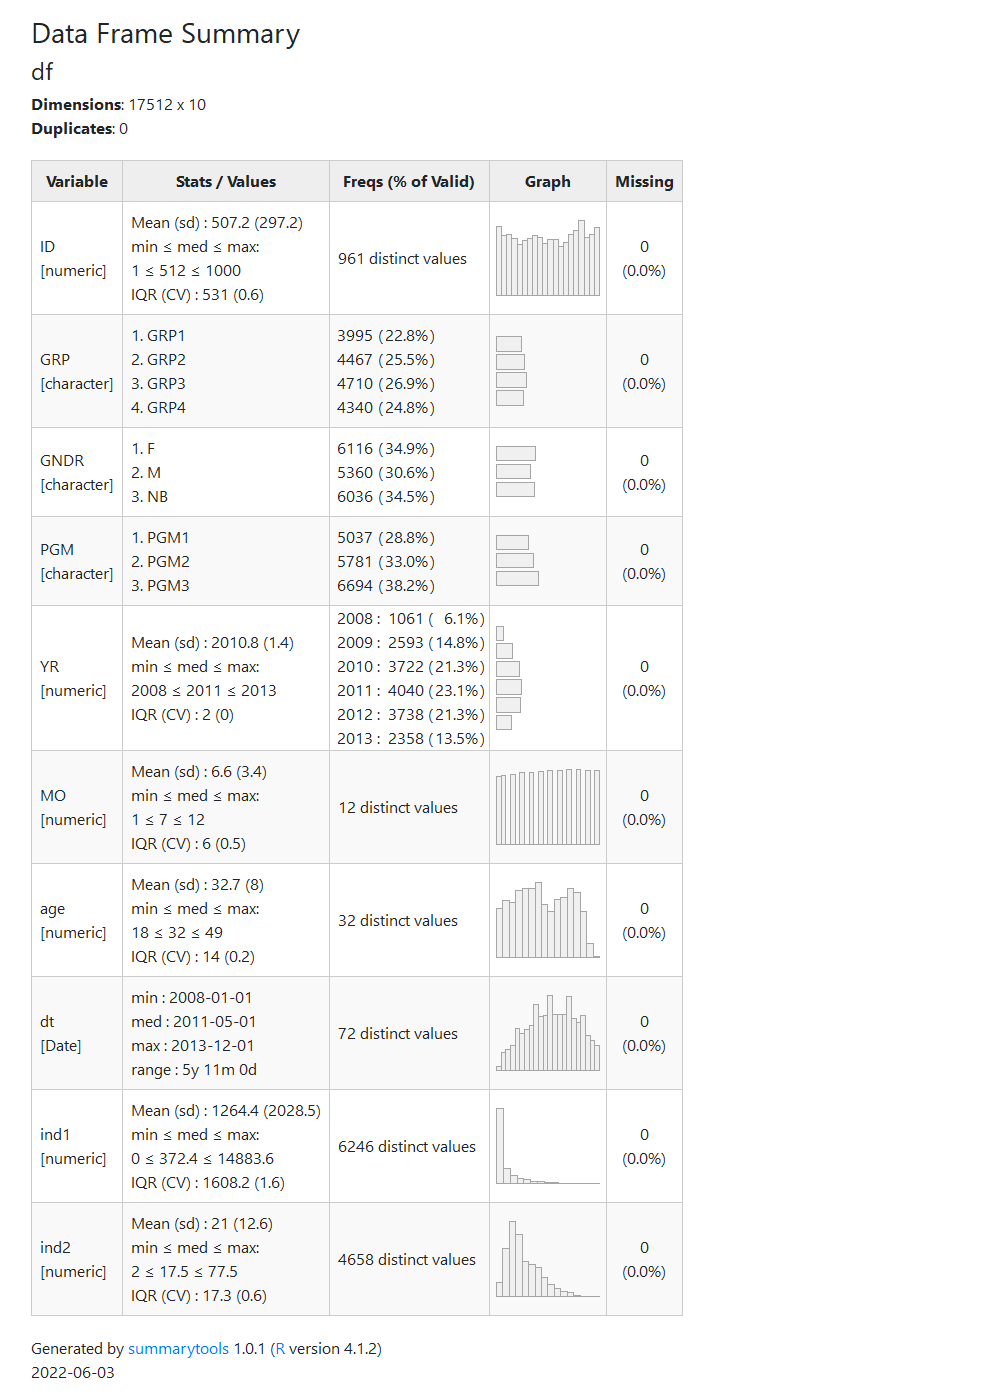 Data Frame Summary
df
Dimensions: 17512 x 10
Duplicates: 0
Variable Stats / Values Freqs (% of Valid) Graph Missing
ID
[numeric]
Mean (sd) : 507.2 (297.2)
min ≤ med ≤ max:
1 ≤ 512 ≤ 1000
IQR (CV) : 531 (0.6)
961 distinct values
0
(0.0%)
GRP
[character]
1. GRP1
2. GRP2
3. GRP3
4. GRP4
3995 (22.8%)
4467 (25.5%)
4710 (26.9%)
4340 (24.8%)
0
(0.0%)
GNDR
[character]
1. F
2. M
3. NB
6116 (34.9%)
5360 (30.6%)
6036 (34.5%)
0
(0.0%)
PGM
[character]
1. PGM1
2. PGM2
3. PGM3
5037 (28.8%)
5781 (33.0%)
6694 (38.2%)
0
(0.0%)
YR
[numeric]
Mean (sd) : 2010.8 (1.4)
min ≤ med ≤ max:
2008 ≤ 2011 ≤ 2013
IQR (CV) : 2 (0)
2008 : 1061 ( 6.1%)
2009 : 2593 (14.8%)
2010 : 3722 (21.3%)
2011 : 4040 (23.1%)
2012 : 3738 (21.3%)
2013 : 2358 (13.5%)
0
(0.0%)
MO
[numeric]
Mean (sd) : 6.6 (3.4)
min ≤ med ≤ max:
1 ≤ 7 ≤ 12
IQR (CV) : 6 (0.5)
12 distinct values
0
(0.0%)
age
[numeric]
Mean (sd) : 32.7 (8)
min ≤ med ≤ max:
18 ≤ 32 ≤ 49
IQR (CV) : 14 (0.2)
32 distinct values
0
(0.0%)
dt
[Date]
min : 2008-01-01
med : 2011-05-01
max : 2013-12-01
range : 5y 11m 0d
72 distinct values
0
(0.0%)
ind1
[numeric]
Mean (sd) : 1264.4 (2028.5)
min ≤ med ≤ max:
0 ≤ 372.4 ≤ 14883.6
IQR (CV) : 1608.2 (1.6)
6246 distinct values
0
(0.0%)
ind2
[numeric]
Mean (sd) : 21 (12.6)
min ≤ med ≤ max:
2 ≤ 17.5 ≤ 77.5
IQR (CV) : 17.3 (0.6)
4658 distinct values
0
(0.0%)
Generated by summarytools 1.0.1 (R version 4.1.2)
2022-06-03